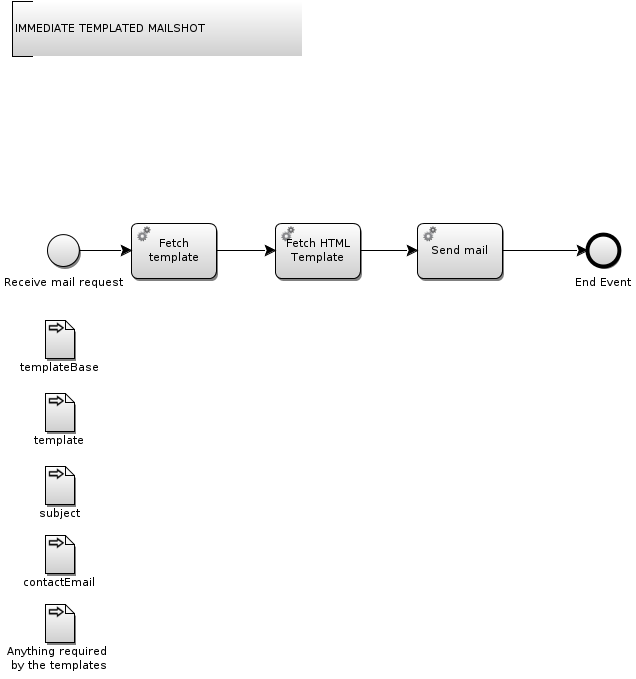 IMMEDIATE TEMPLATED MAILSHOT
Fetch
template
Fetch HTML
Template
Send mail
Receive mail request
End Event
templateBase
template
subject
contactEmail
Anything required
by the templates